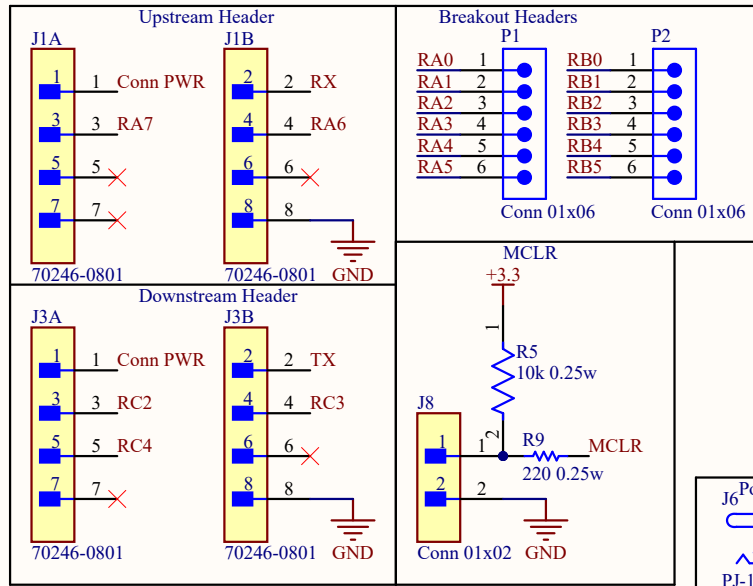 Upstream Header
J1A J1B
1 1 Conn PWR 2 2 RX
3 3 RA7 4 4 RA6
5 5 6 6
7 7 8 8
GND
70246-0801 70246-0801
Breakout Headers
P1 P2
RA0 1 RB0 1
RA1 2 RB1 2
RA2 3 RB2 3
RA3 4 RB3 4
RA4 5 RB4 5
RA5 6 RB5 6
Conn 01x06 Conn 01x06
Downstream Header
J3A J3B
1 1 Conn PWR 2 2 TX
3 3 RC2 4 4 RC3
5 5 RC4 6 6
7 7 8 8
GND
70246-0801 70246-0801
MCLR
+3.3
1
R5
10k 0.25w
2
J8
1 1 R9 MCLR
220 0.25w
2 2
GND
Conn 01x02
J6
PJ-1